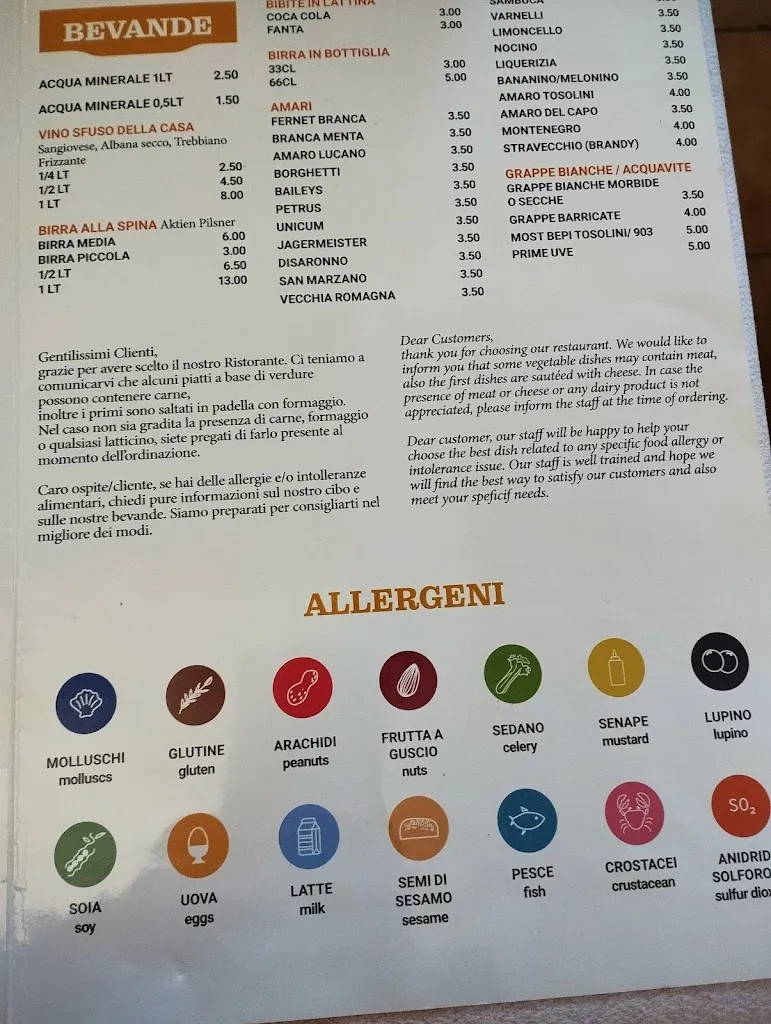 BEVANDE
ACQUA MINERALE 1LT 2.50
ACQUA MINERALE 0,5LT 1.50
VINO SFUSO DELLA CASA
Sangiovese, Albana secco, Trebbiano
Frizzante
1/4 LT 2.50
1/2 LT 4.50
1 LT 8.00
BIRRA ALLA SPINA Aktien Pilsner
BIRRA MEDIA 6.00
BIRRA PICCOLA 3.00
1/2 LT 6.50
1 LT 13.00
BIBITE IN LATTINA
COCA COLA 3.00
FANTA 3.00
BIRRA IN BOTTIGLIA
33CL 3.00
66CL 5.00
AMARI
FERNET BRANCA 3.50
BRANCA MENTA 3.50
AMARO LUCANO 3.50
BORGHETTI 3.50
BAILEYS 3.50
PETRUS 3.50
UNICUM 3.50
JAGERMEISTER 3.50
DISARONNO 3.50
SAN MARZANO 3.50
VECCHIA ROMAGNA 3.50
SAMBUCA
VARNELLI 3.50
LIMONCELLO 3.50
NOCINO 3.50
LIQUERIZIA 3.50
BANANINO/MELONINO 3.50
AMARO TOSOLINI 4.00
AMARO DEL CAPO 3.50
MONTENEGRO 4.00
STRAVECCHIO (BRANDY) 4.00
GRAPPE BIANCHE / ACQUAVITE
GRAPPE BIANCHE MORBIDE
O SECCHE 3.50
GRAPPE BARRICATE 4.00
MOST BEPI TOSOLINI/ 903 5.00
PRIME UVE 5.00
Gentilissimi Clienti,
grazie per avere scelto il nostro Ristorante. Ci teniamo a
comunicarvi che alcuni piatti a base di verdure
possono contenere carne,
inoltre i primi sono saltati in padella con formaggio.
Nel caso non sia gradita la presenza di carne, formaggio
o qualsiasi latticino, siete pregati di farlo presente al
momento dell'ordinazione.
Caro ospite/cliente, se hai delle allergie e/o intolleranze
alimentari, chiedi pure informazioni sul nostro cibo e
sulle nostre bevande. Siamo preparati per consigliarti nel
migliore dei modi.
Dear Customers,
thank you for choosing our restaurant. We would like to
inform you that some vegetable dishes may contain meat,
also the first dishes are sautéed with cheese. In case the
presence of meat or cheese or any dairy product is not
appreciated, please inform the staff at the time of ordering.
Dear customer, our staff will be happy to help your
choose the best dish related to any specific food allergy or
intolerance issue. Our staff is well trained and hope we
will find the best way to satisfy our customers and also
meet your speficif needs.
ALLERGENI
MOLLUSCHI
molluscs
GLUTINE
gluten
ARACHIDI
peanuts
FRUTTA A
GUSCIO
nuts
SEDANO
celery
SENAPE
mustard
LUPINO
lupino
SO₂
SOIA
soy
UOVA
eggs
LATTE
milk
SEMI DI
SESAMO
sesame
PESCE
fish
CROSTACEI
crustacean
ANIDRID
SOLFORO
sulfur diox